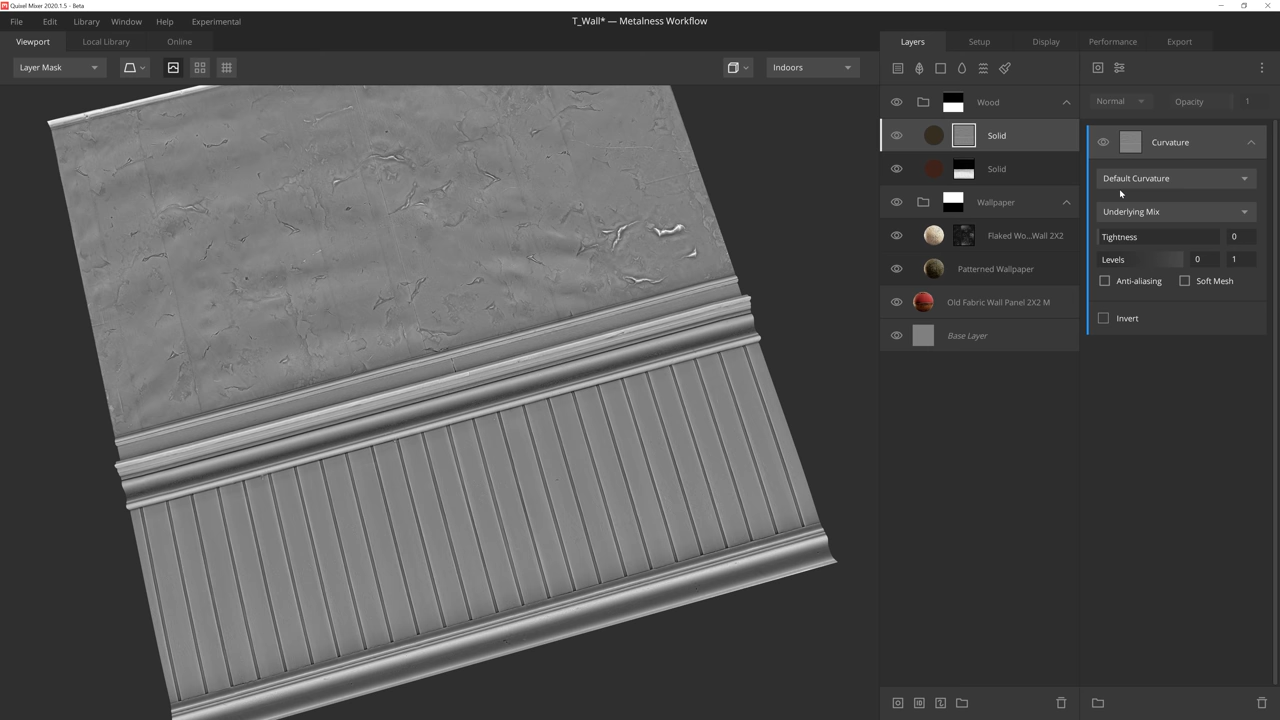 Quixel Mixer 2020.1.5 - Beta
File Edit Library Window Help Experimental
T_Wall* — Metalness Workflow
Viewport Local Library Online
Layers Setup Display Performance Export
Layer Mask
Indoors
Wood
Solid
Solid
Wallpaper
Flaked Wo...Wall 2X2
Patterned Wallpaper
Old Fabric Wall Panel 2X2 M
Base Layer
Normal Opacity 1
Curvature
Default Curvature
Underlying Mix
Tightness 0
Levels 0 1
Anti-aliasing Soft Mesh
Invert